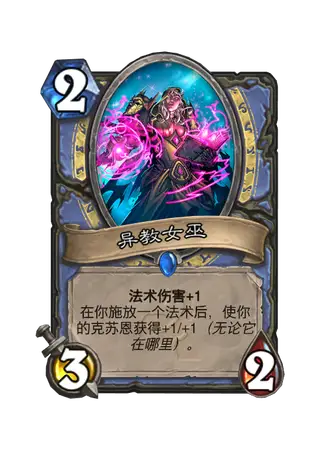 2
异教女巫
法术伤害+1
在你施放一个法术后，使你
的克苏恩获得+1/+1（无论它
在哪里）。
3
2